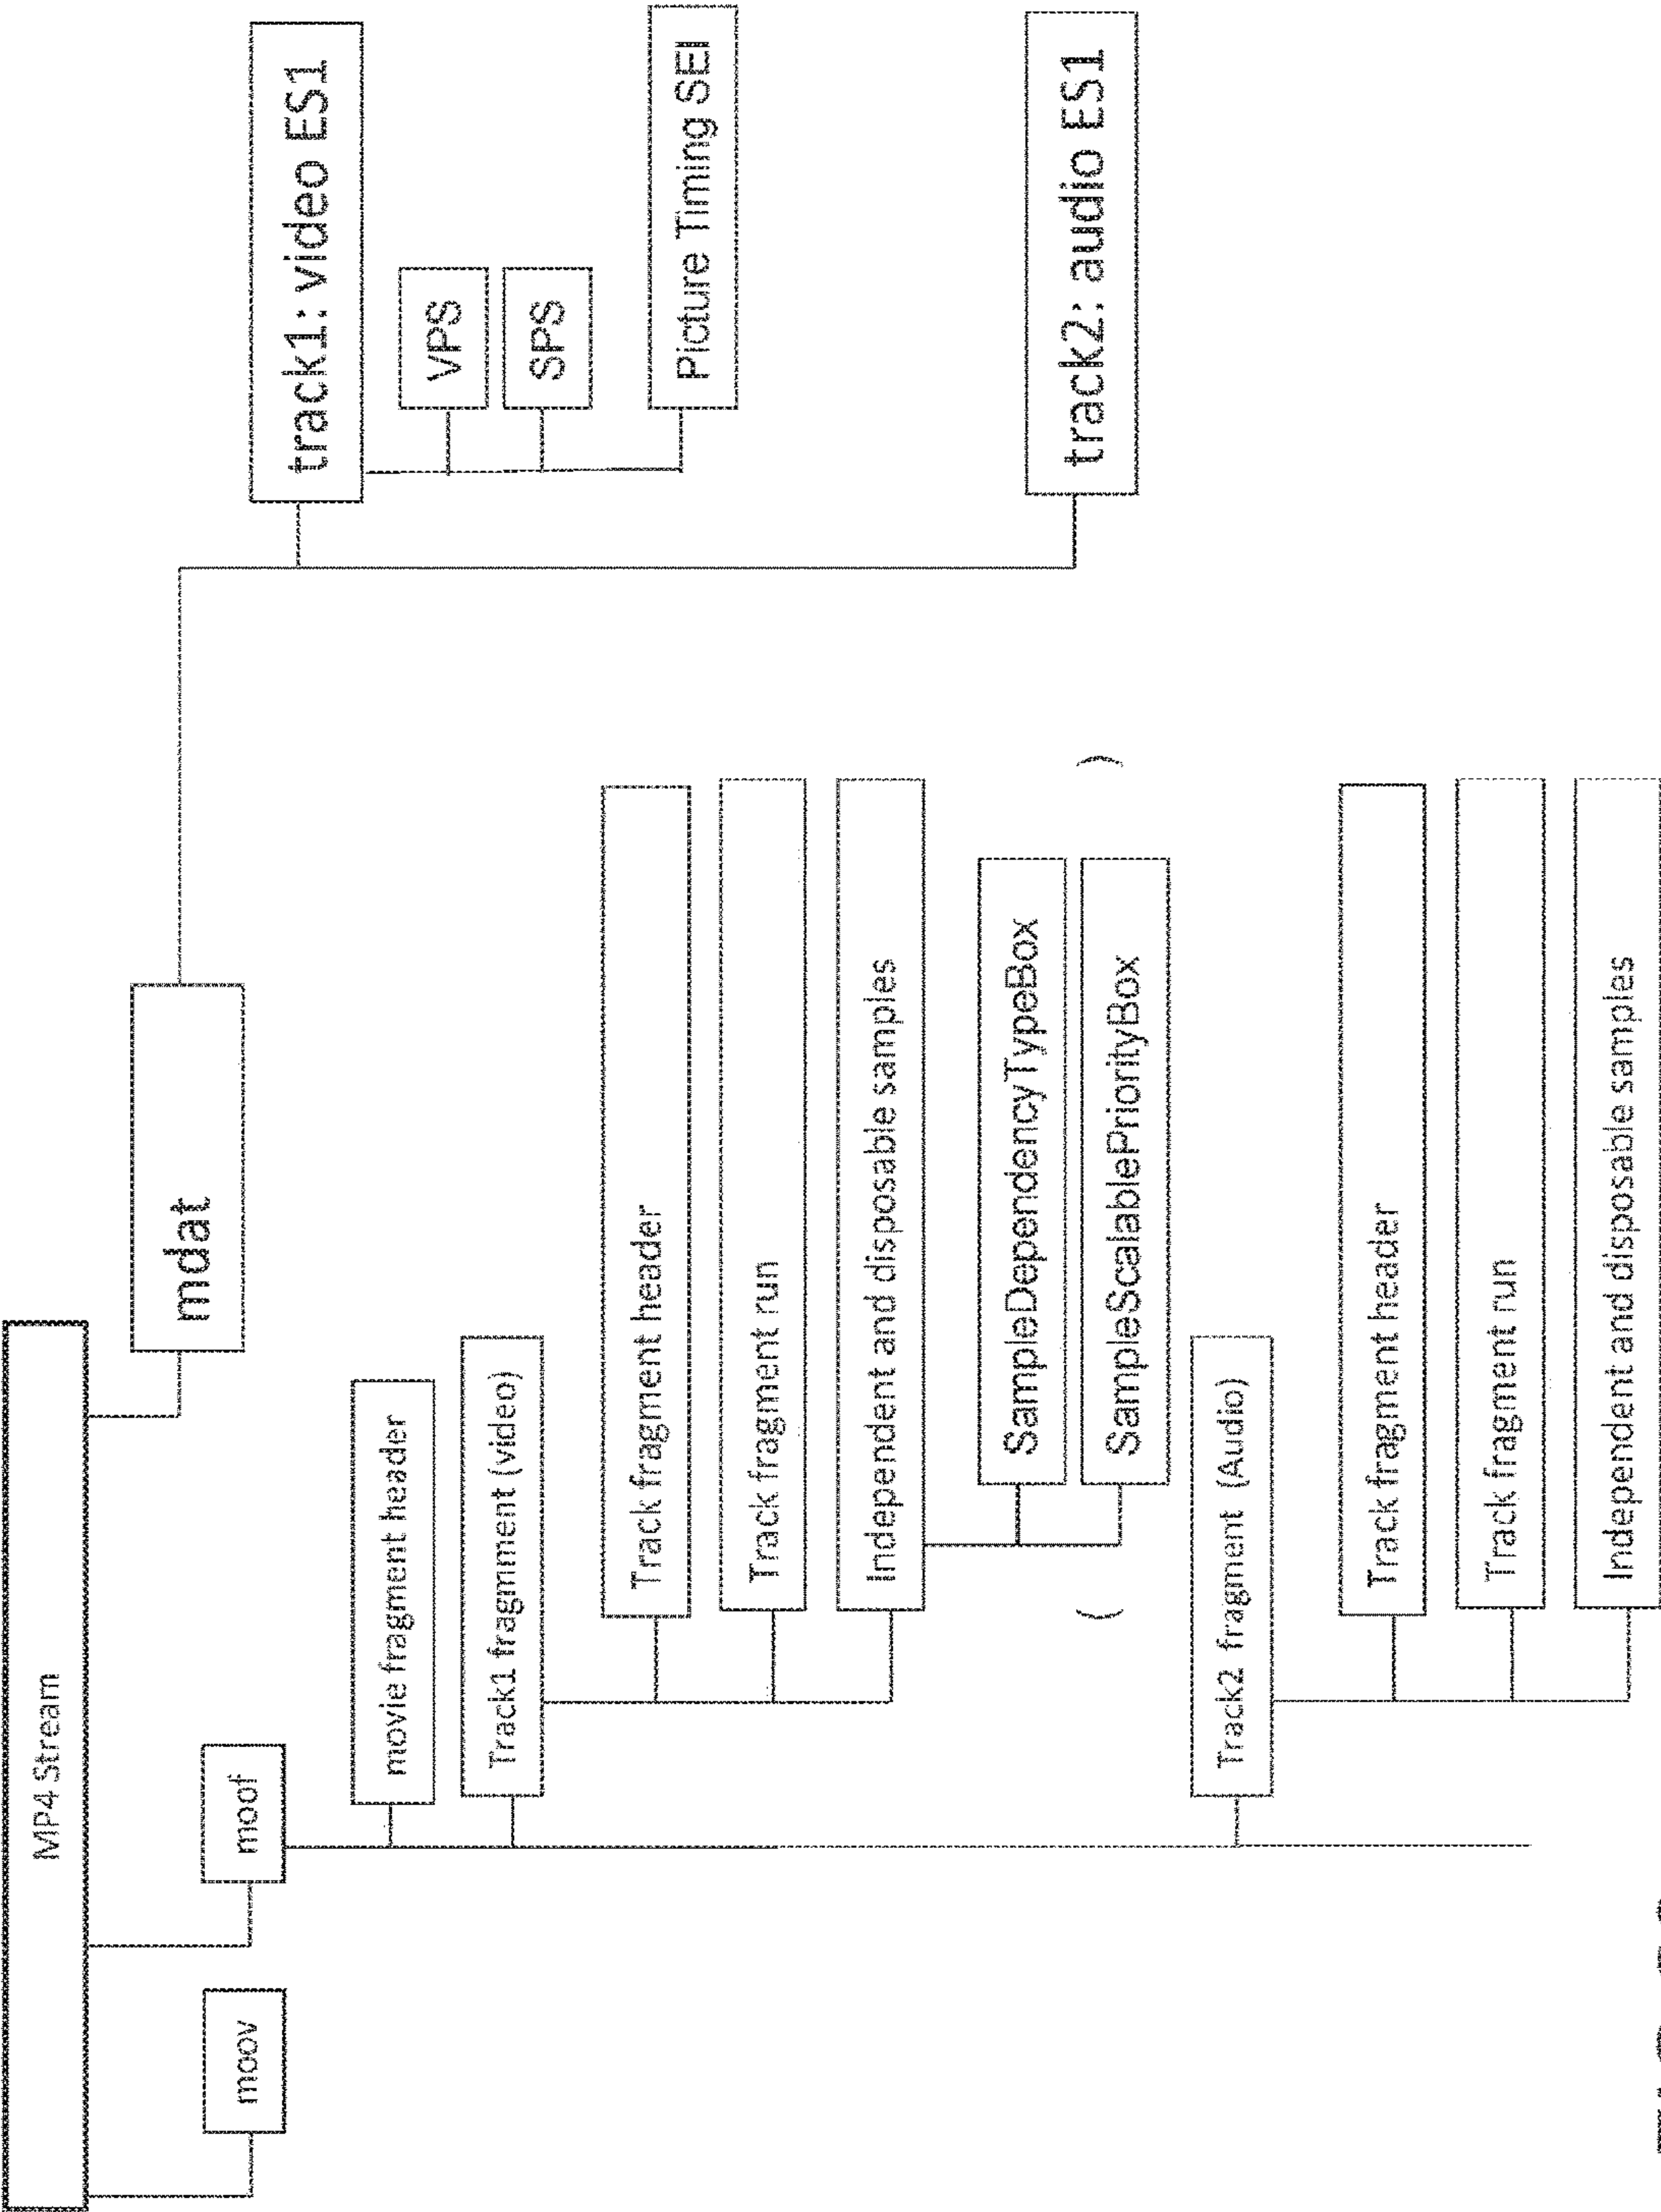 MP4 Stream
moov
moof
mdat
movie fragment header
Track1 fragment (video)
Track fragment header
Track fragment run
Independent and disposable samples
SampleDependencyTypeBox
SampleScalablePriorityBox
( )
Track2 fragment (Audio)
Track fragment header
Track fragment run
Independent and disposable samples
track1: video ES1
VPS
SPS
Picture Timing SEI
track2: audio ES1